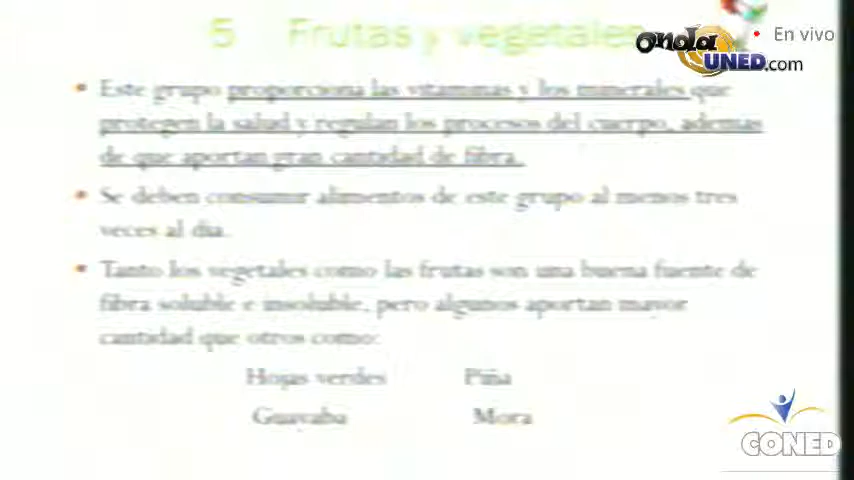 5 Frutas y vegetales
onda
UNED.com
En vivo
Este grupo proporciona las vitaminas y los minerales que
protegen la salud y regulan los procesos del cuerpo, además
de que aportan gran cantidad de fibra.
Se deben consumir alimentos de este grupo al menos tres
veces al día.
Tanto los vegetales como las frutas son una buena fuente de
fibra soluble e insoluble, pero algunos aportan mayor
cantidad que otros como:
Hojas verdes Piña
Guayaba Mora
CONED